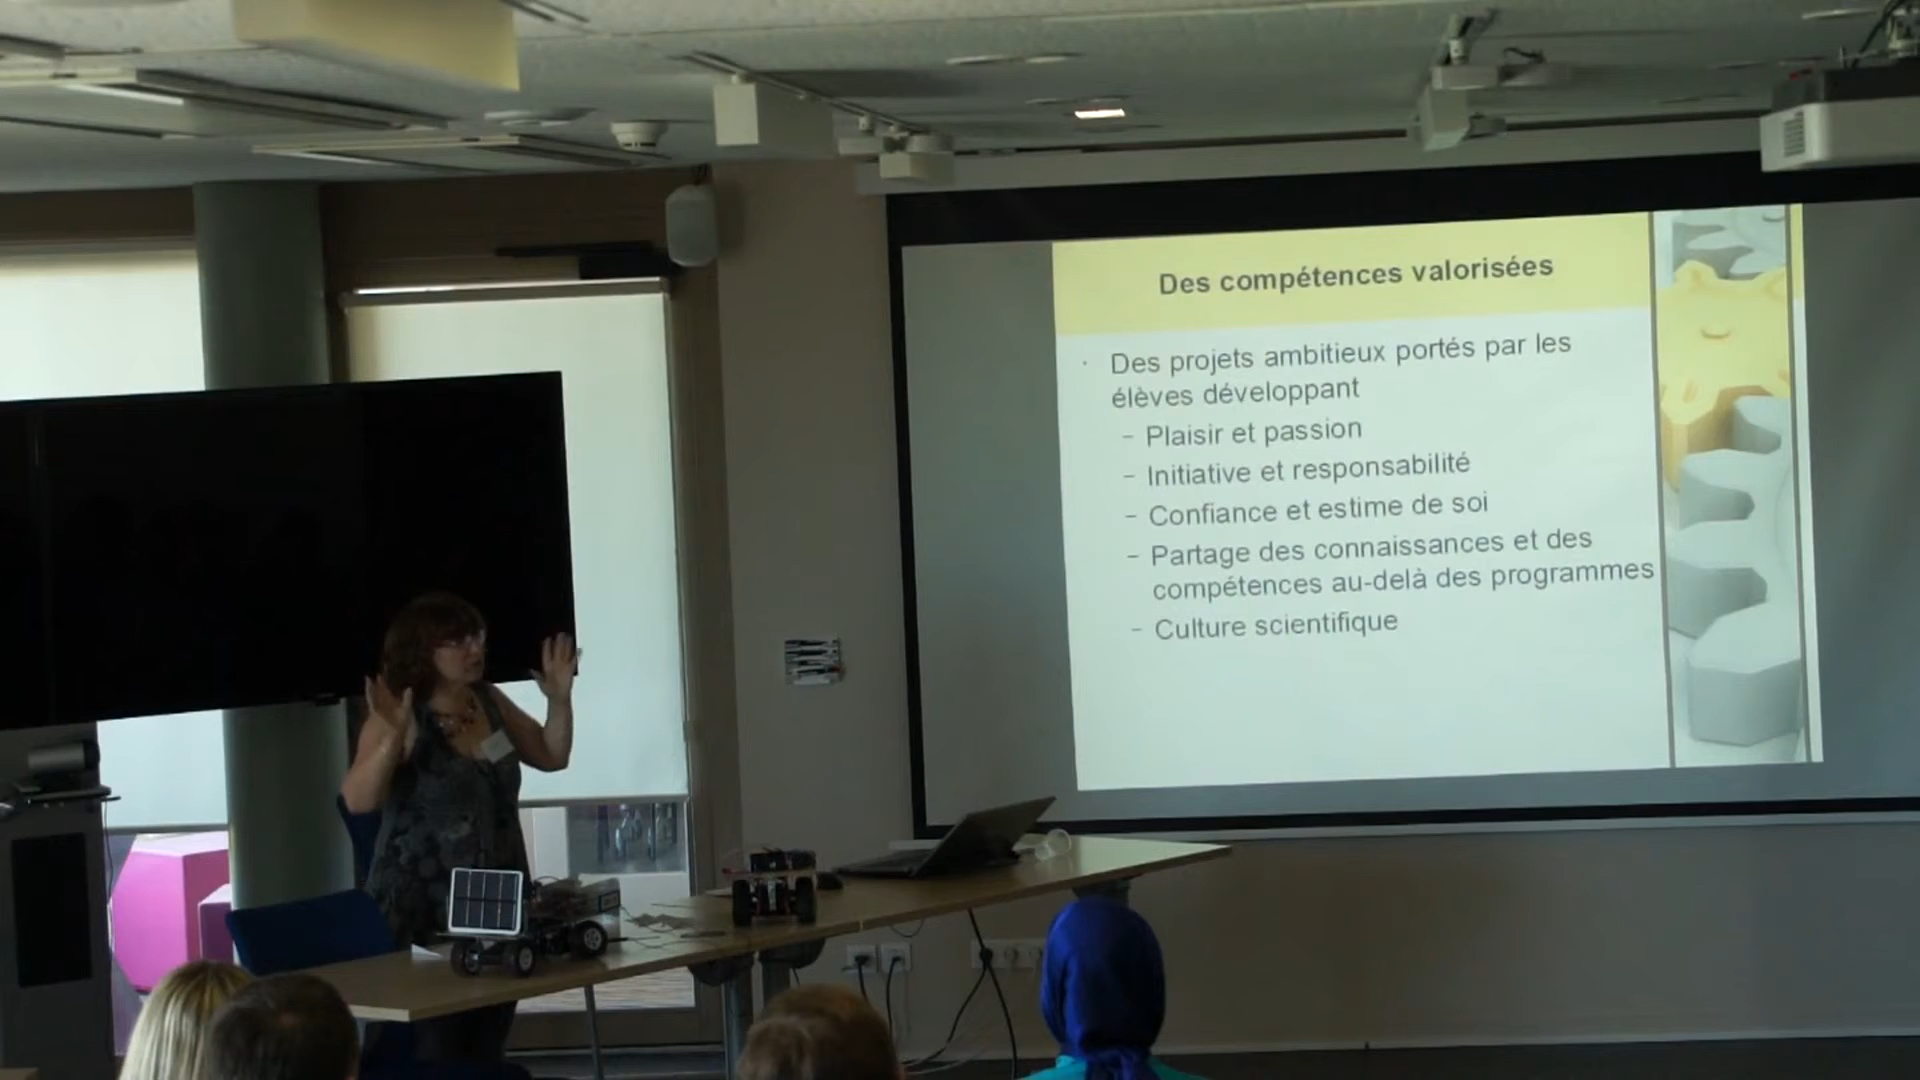 Des compétences valorisées
· Des projets ambitieux portés par les
élèves développant
- Plaisir et passion
- Initiative et responsabilité
- Confiance et estime de soi
- Partage des connaissances et des
compétences au-delà des programmes
- Culture scientifique